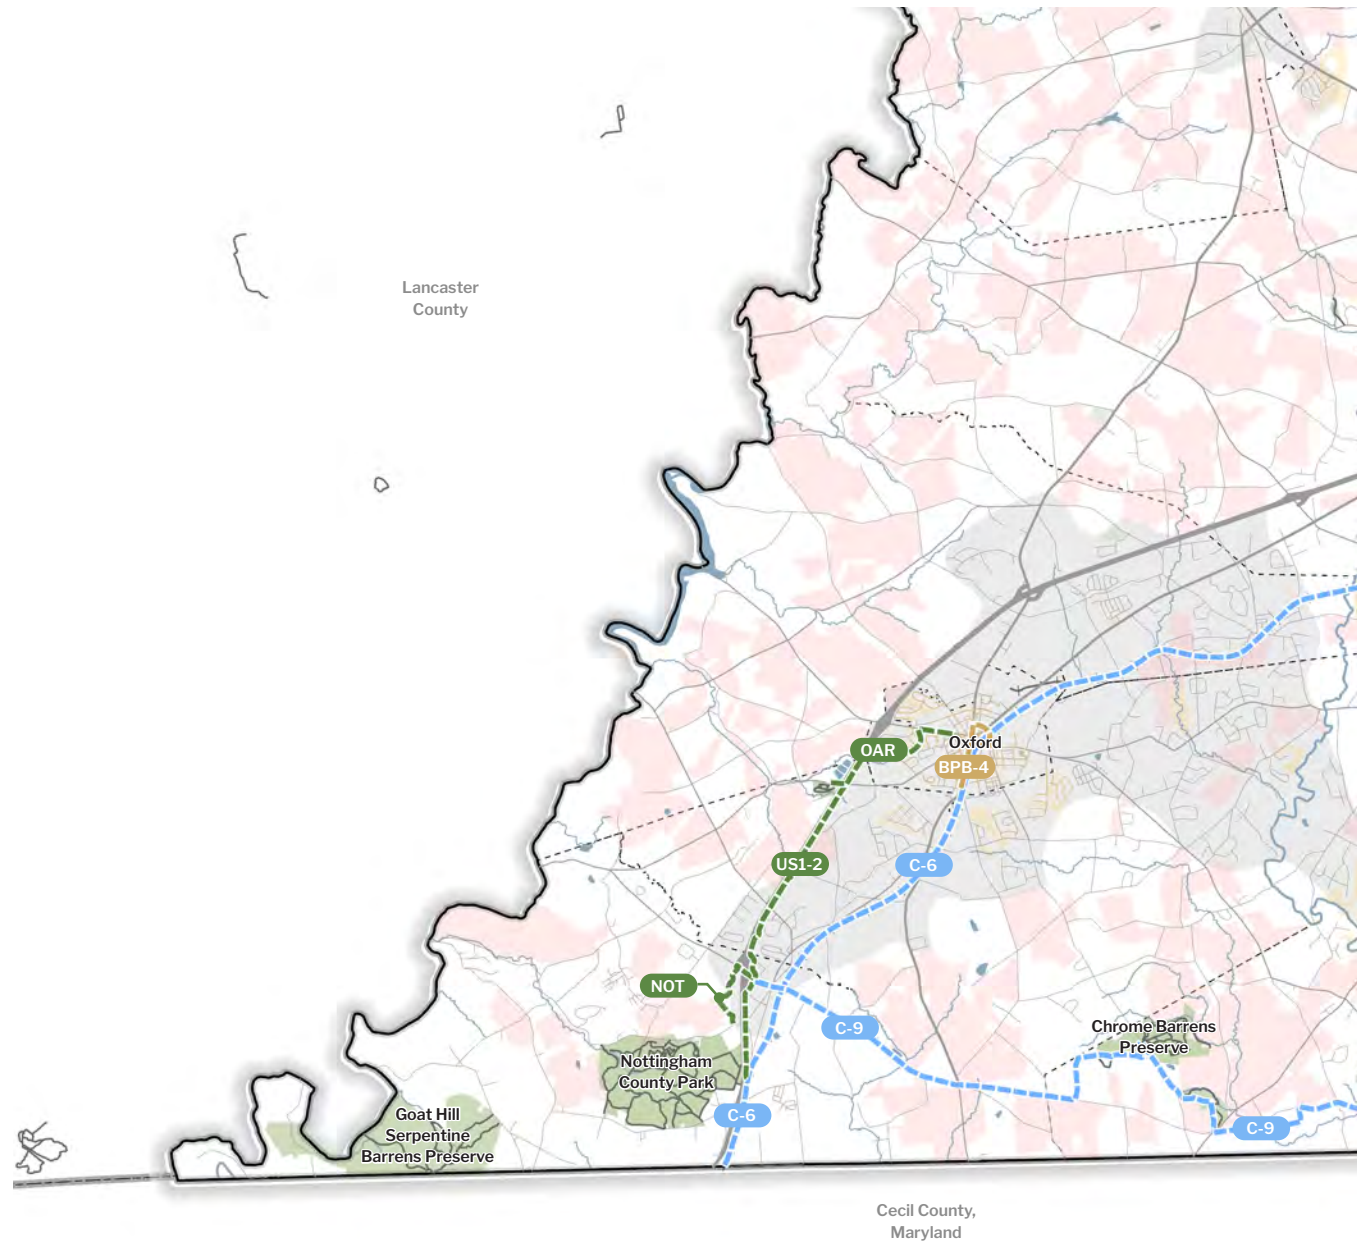 Lancaster
County
OAR
Oxford
BPB-4
US1-2
C-6
NOT
C-9
Chrome Barrens
Preserve
Nottingham
County Park
Goat Hill
Serpentine
Barrens Preserve
C-6
C-9
Cecil County,
Maryland